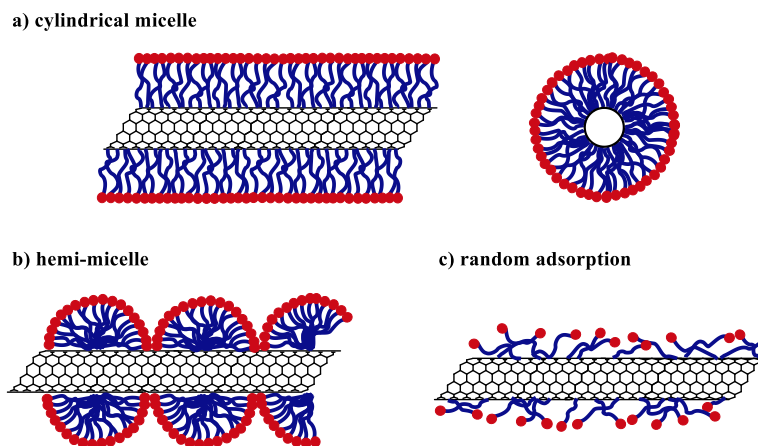 a) cylindrical micelle
b) hemi-micelle
c) random adsorption